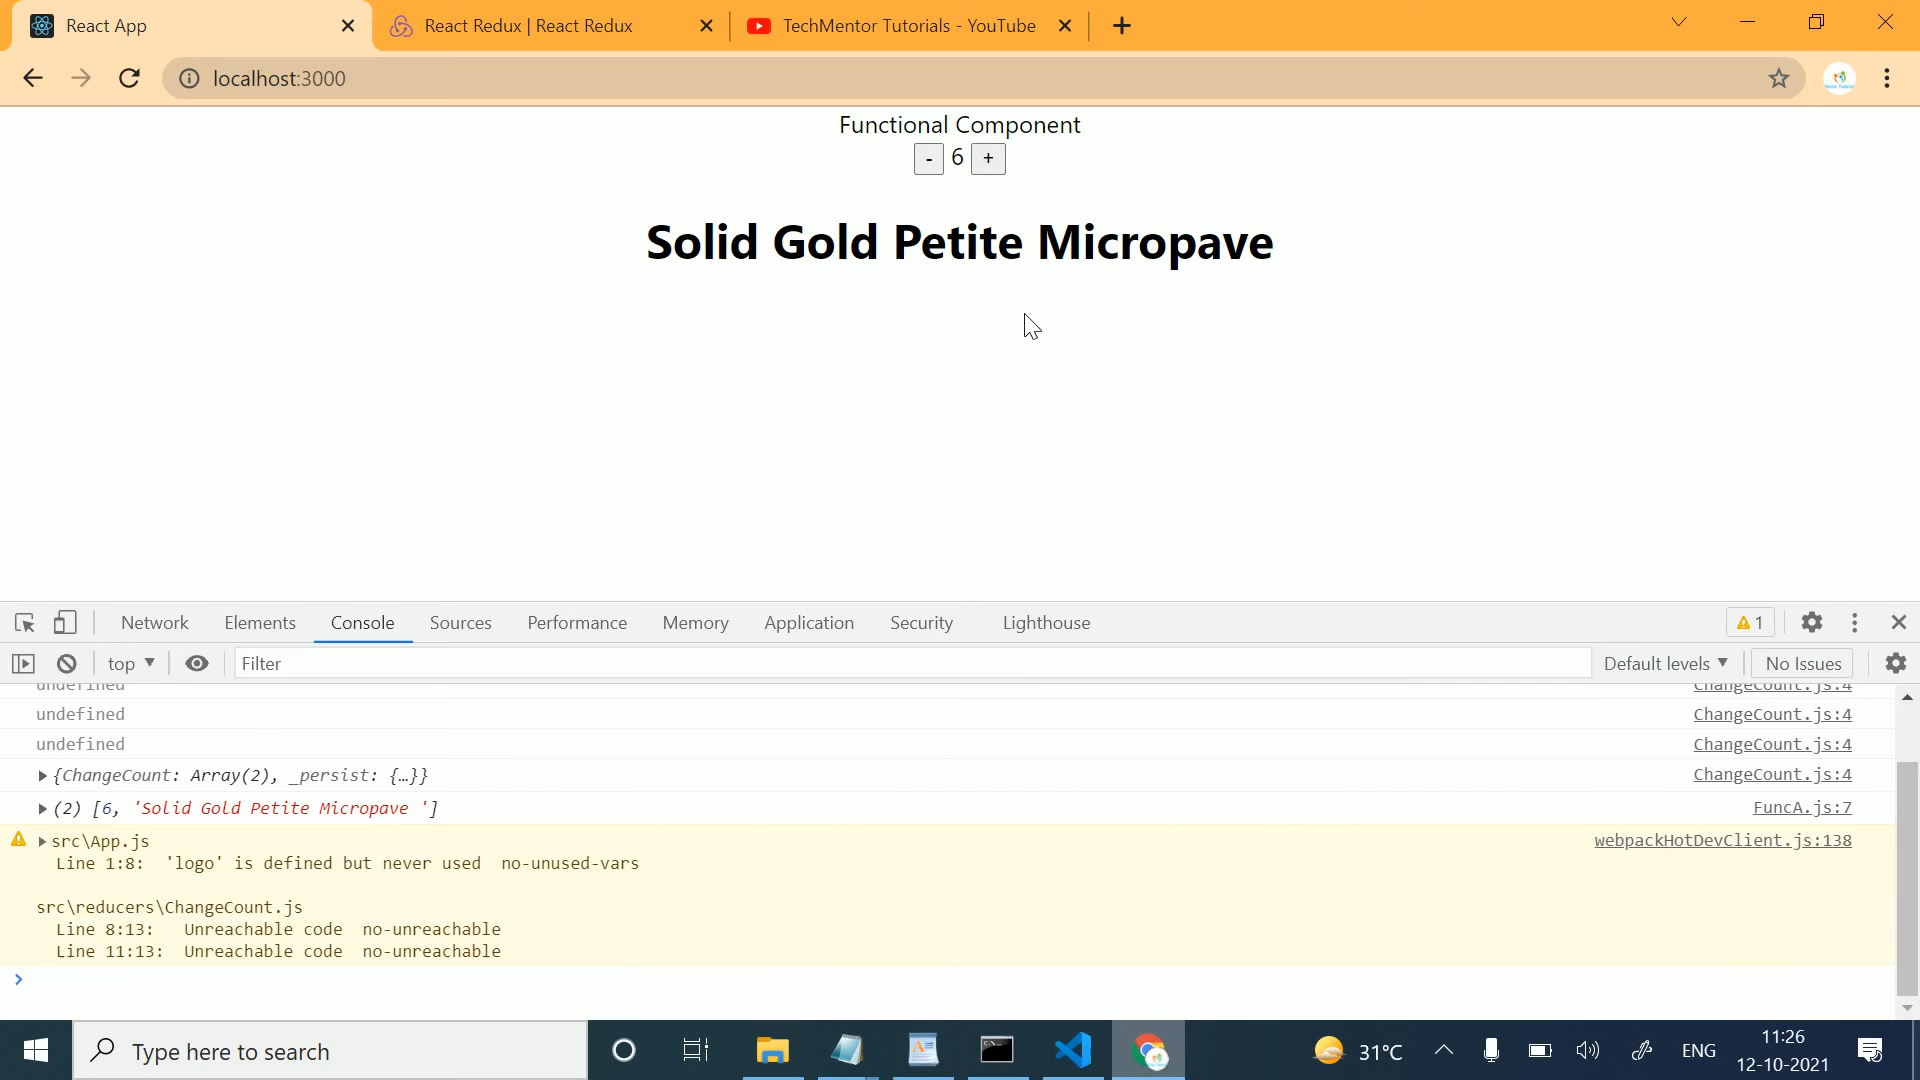 React App
React Redux | React Redux
TechMentor Tutorials - YouTube
localhost:3000
Functional Component
- 6 +
Solid Gold Petite Micropave
Network Elements Console Sources Performance Memory Application Security Lighthouse 1
top Filter Default levels No Issues
undefined ChangeCount.js:4
undefined ChangeCount.js:4
undefined ChangeCount.js:4
{ChangeCount: Array(2), _persist: {…}} ChangeCount.js:4
(2) [6, 'Solid Gold Petite Micropave '] FuncA.js:7
src\App.js webpackHotDevClient.js:138
Line 1:8: 'logo' is defined but never used no-unused-vars
src\reducers\ChangeCount.js
Line 8:13: Unreachable code no-unreachable
Line 11:13: Unreachable code no-unreachable
Type here to search
31°C
ENG
11:26
12-10-2021